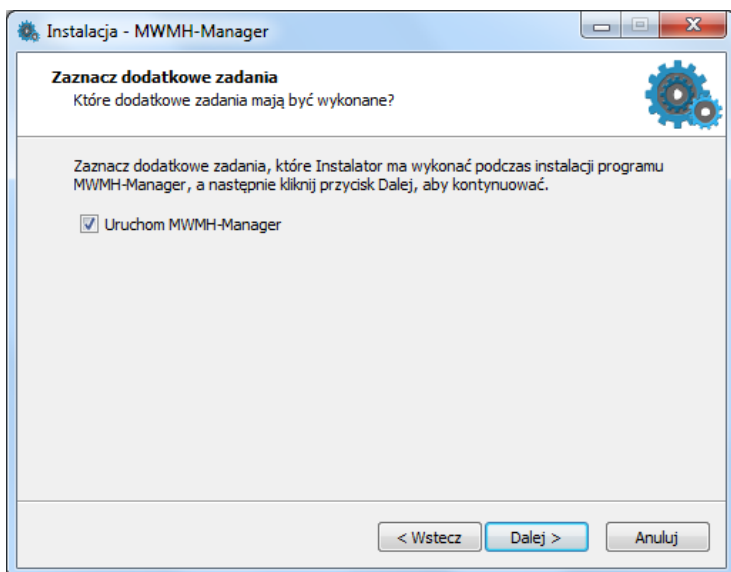 Instalacja - MWMH-Manager
Zaznacz dodatkowe zadania
Które dodatkowe zadania mają być wykonane?
Zaznacz dodatkowe zadania, które Instalator ma wykonać podczas instalacji programu
MWMH-Manager, a następnie kliknij przycisk Dalej, aby kontynuować.
Uruchom MWMH-Manager
< Wstecz
Dalej >
Anuluj